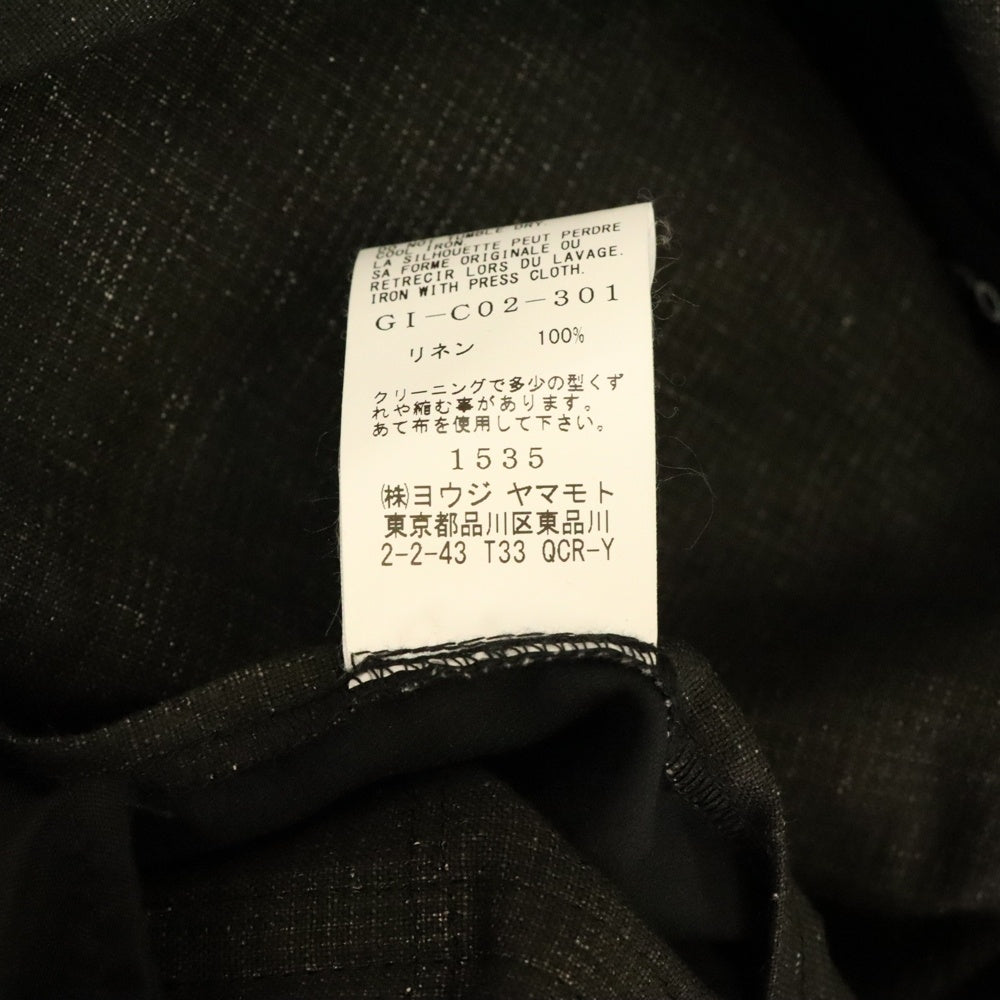 DO NOT TUMBLE DRY
COOL IRON
LA SILHOUETTE PEUT PERDRE
SA FORME ORIGINALE OU
RETRECIR LORS DU LAVAGE.
IRON WITH PRESS CLOTH.
GI-C02-301
リネン 100%
クリーニングで多少の型くず
れや縮む事があります。
あて布を使用して下さい。
1535
㈱ヨウジ ヤマモト
東京都品川区東品川
2-2-43 T33 QCR-Y